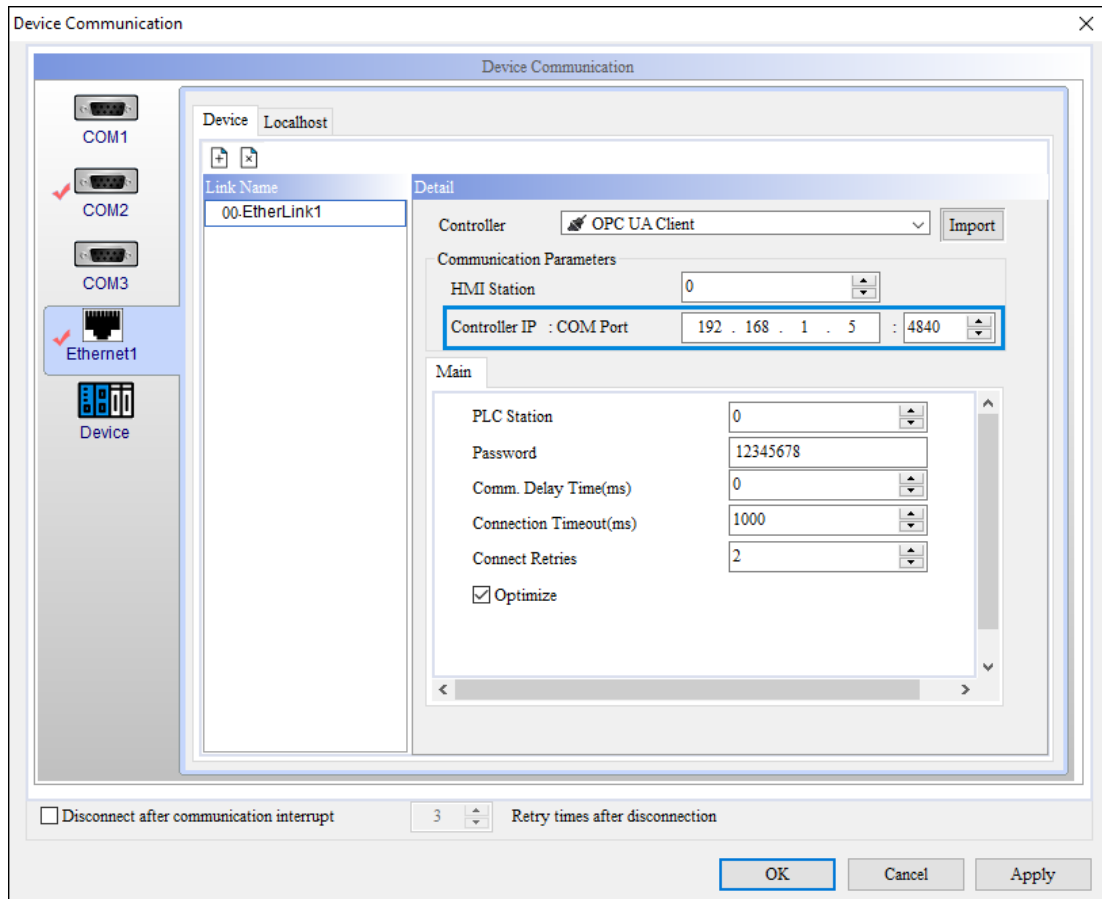 Device Communication
Device Communication
COM1
COM2
COM3
Ethernet1
Device
Device Localhost
Link Name
00-EtherLink1
Detail
Controller OPC UA Client Import
Communication Parameters
HMI Station 0
Controller IP : COM Port 192 . 168 . 1 . 5 : 4840
Main
PLC Station 0
Password 12345678
Comm. Delay Time(ms) 0
Connection Timeout(ms) 1000
Connect Retries 2
Optimize
Disconnect after communication interrupt 3 Retry times after disconnection
OK Cancel Apply